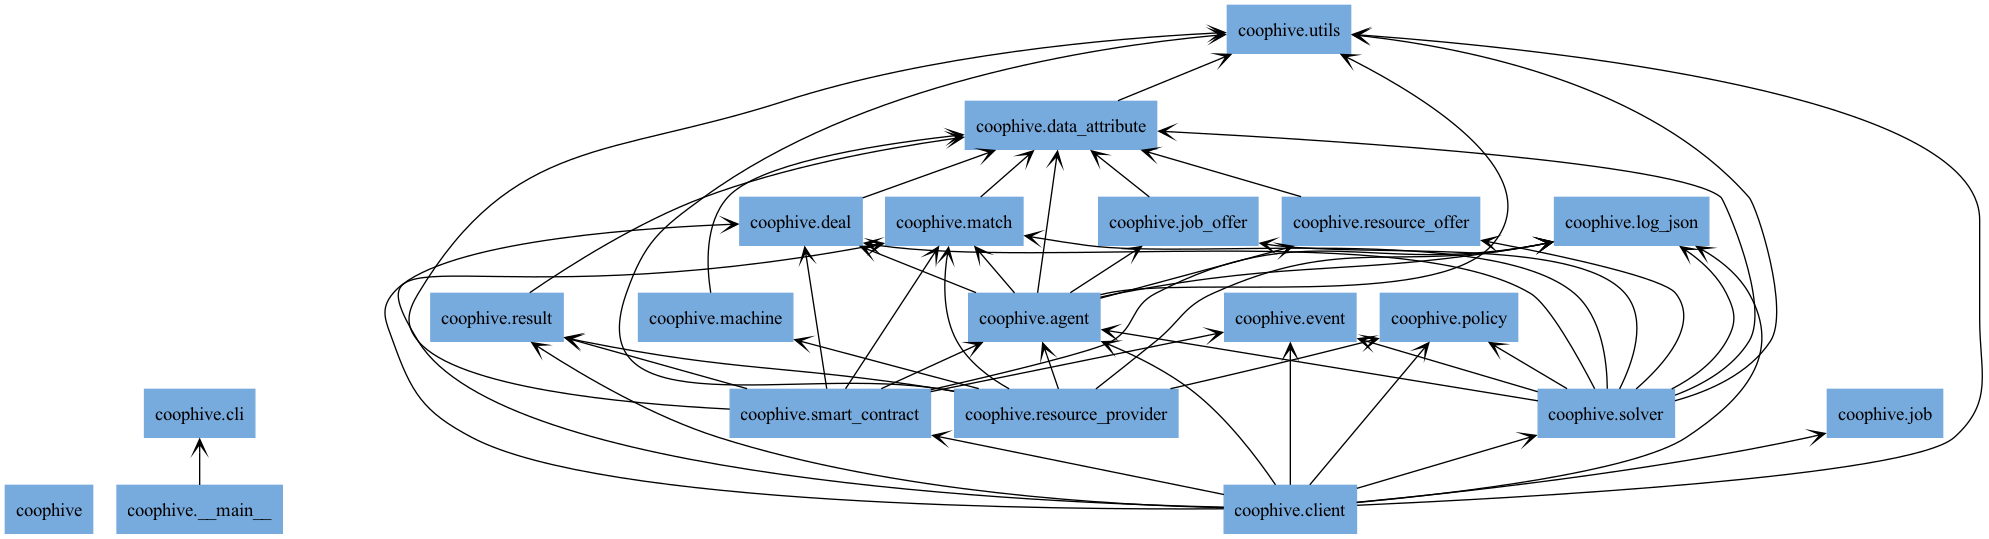 coophive.utils
coophive.data_attribute
coophive.deal
coophive.match
coophive.job_offer
coophive.resource_offer
coophive.log_json
coophive.result
coophive.machine
coophive.agent
coophive.event
coophive.policy
coophive.cli
coophive.smart_contract
coophive.resource_provider
coophive.solver
coophive.job
coophive
coophive.__main__
coophive.client